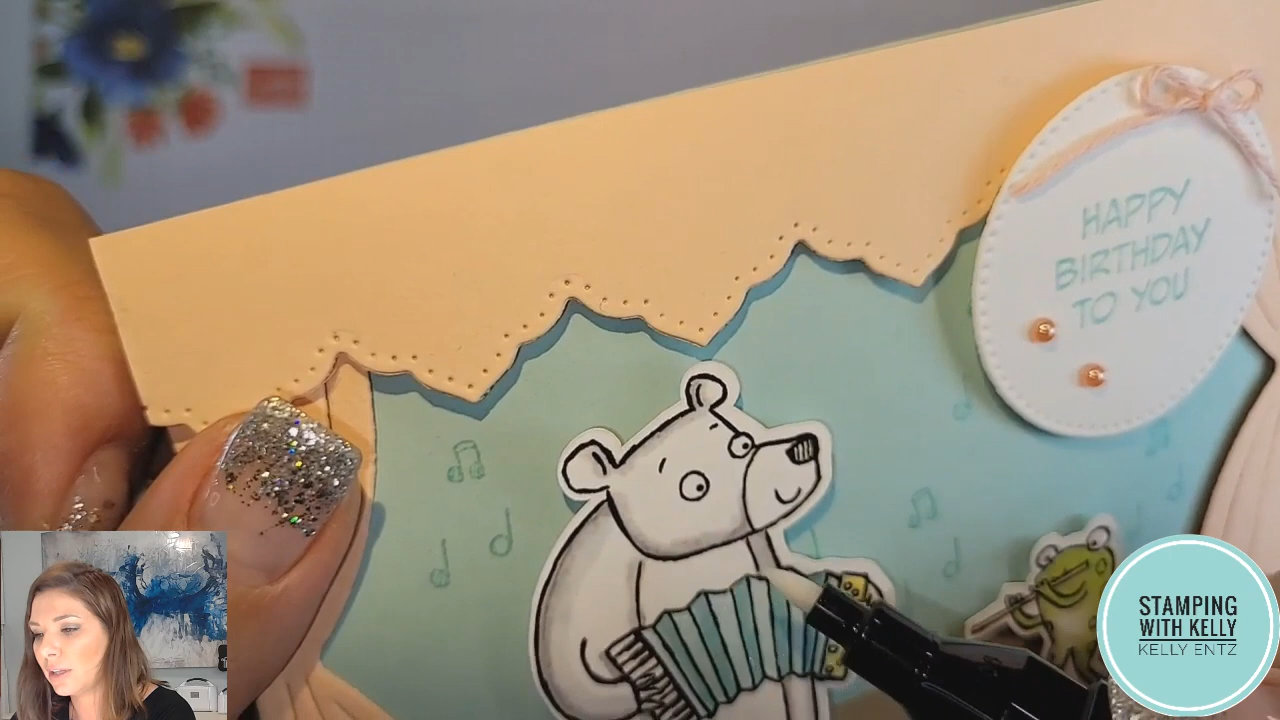 HAPPY
BIRTHDAY
TO YOU
STAMPING
WITH KELLY
KELLY ENTZ